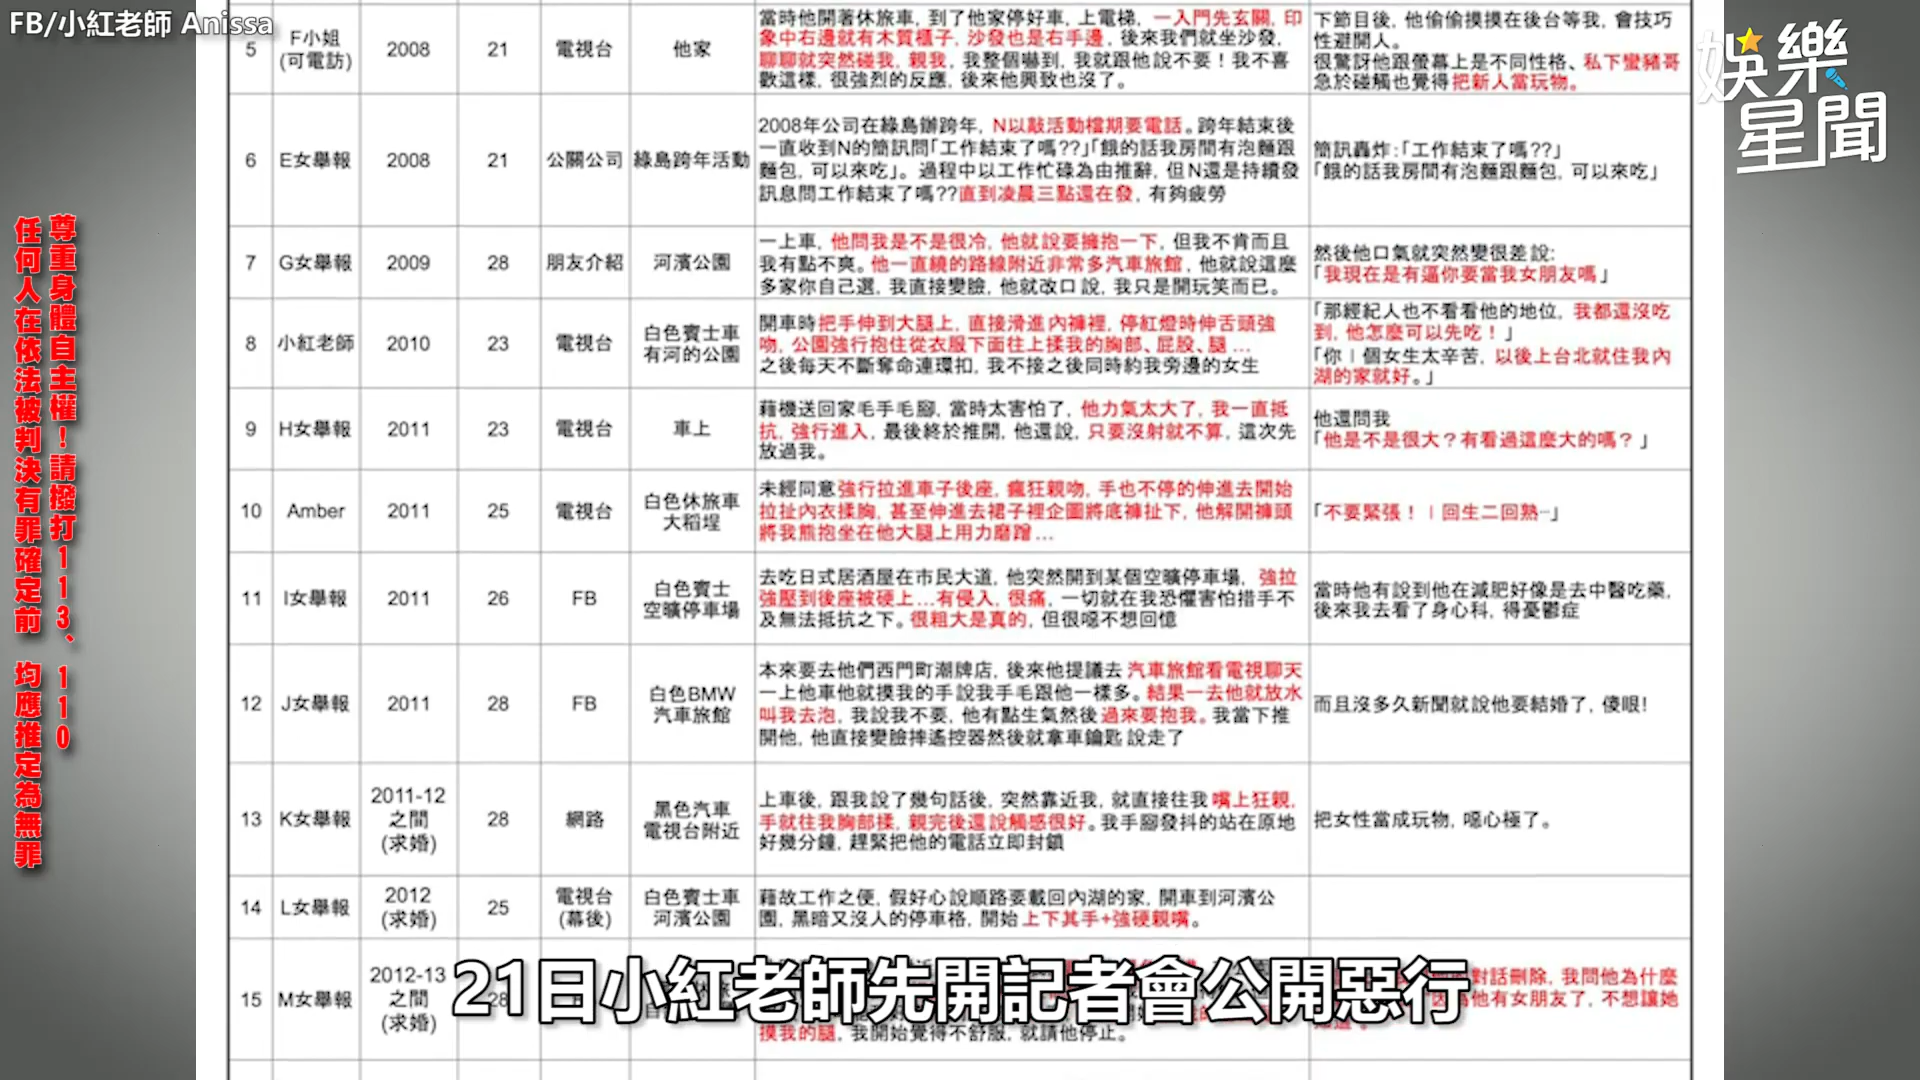 FB/小紅老師 Anissa
娛樂
星聞
尊重身體自主權！請撥打113、110
任何人在依法被判決有罪確定前 均應推定為無罪
5
F小姐
(可電訪)
2008
21
電視台
他家
當時他開著休旅車, 到了他家停好車, 上電梯, 一入門先玄關, 印
象中右邊就有木質櫃子, 沙發也是右手邊, 後來我們就坐沙發,
聊聊就突然碰我, 親我, 我整個嚇到, 我就跟他說不要！我不喜
歡這樣, 很強烈的反應, 後來他興致也沒了。
下節目後, 他偷偷摸摸在後台等我, 會技巧
性避開人。
很驚訝他跟螢幕上是不同性格、私下蠻豬哥
急於碰觸也覺得把新人當玩物。
6
E女舉報
2008
21
公關公司
綠島跨年活動
2008年公司在綠島辦跨年, N以敲活動檔期要電話。跨年結束後
一直收到N的簡訊問「工作結束了嗎??」「餓的話我房間有泡麵跟
麵包, 可以來吃」。過程中以工作忙碌為由推辭, 但N還是持續發
訊息問工作結束了嗎??直到凌晨三點還在發, 有夠疲勞
簡訊轟炸:「工作結束了嗎??」
「餓的話我房間有泡麵跟麵包, 可以來吃」
7
G女舉報
2009
28
朋友介紹
河濱公園
一上車, 他問我是不是很冷, 他就說要擁抱一下, 但我不肯而且
我有點不爽。他一直繞的路線附近非常多汽車旅館, 他就說這麼
多家你自己選, 我直接變臉, 他就改口說, 我只是開玩笑而已。
然後他口氣就突然變很差說:
「我現在是有逼你要當我女朋友嗎」
8
小紅老師
2010
23
電視台
白色賓士車
有河的公園
開車時把手伸到大腿上, 直接滑進內褲裡, 停紅燈時伸舌頭強
吻, 公園強行抱住從衣服下面往上揉我的胸部、屁股、腿 ...
之後每天不斷奪命連環扣, 我不接之後同時約我旁邊的女生
「那經紀人也不看看他的地位, 我都還沒吃
到, 他怎麼可以先吃！」
「你 I 個女生太辛苦, 以後上台北就住我內
湖的家就好。」
9
H女舉報
2011
23
電視台
車上
藉機送回家毛手毛腳, 當時太害怕了, 他力氣太大了, 我一直抵
抗, 強行進入, 最後終於推開, 他還說, 只要沒射就不算, 這次先
放過我。
他還問我
「他是不是很大？有看過這麼大的嗎？」
10
Amber
2011
25
電視台
白色休旅車
大稻埕
未經同意強行拉進車子後座, 瘋狂親吻, 手也不停的伸進去開始
拉扯內衣揉胸, 甚至伸進去裙子裡企圖將底褲扯下, 他解開褲頭
將我熊抱坐在他大腿上用力磨蹭 ...
「不要緊張！ I 回生二回熟…」
11
I女舉報
2011
26
FB
白色賓士
空曠停車場
去吃日式居酒屋在市民大道, 他突然開到某個空曠停車場, 強拉
強壓到後座被硬上 ...有侵入, 很痛, 一切就在我恐懼害怕措手不
及無法抵抗之下。很粗大是真的, 但很噁不想回憶
當時他有說到他在減肥好像是去中醫吃藥,
後來我去看了身心科, 得憂鬱症
12
J女舉報
2011
28
FB
白色BMW
汽車旅館
本來要去他們西門町潮牌店, 後來他提議去 汽車旅館看電視聊天
一上他車他就摸我的手說我手毛跟他一樣多。結果一去他就放水
叫我去泡, 我說我不要, 他有點生氣然後 過來要抱我。我當下推
開他, 他直接變臉摔遙控器然後就拿車鑰匙 說走了
而且沒多久新聞就說他要結婚了, 傻眼!
13
K女舉報
2011-12
之間
(求婚)
28
網路
黑色汽車
電視台附近
上車後, 跟我說了幾句話後, 突然靠近我, 就直接往我 嘴上狂親,
手就往我胸部揉, 親完後還說觸感很好。我手腳發抖的站在原地
好幾分鐘, 趕緊把他的電話立即封鎖
把女性當成玩物, 噁心極了。
14
L女舉報
2012
(求婚)
25
電視台
(幕後)
白色賓士車
河濱公園
藉故工作之便, 假好心說順路要載回內湖的家, 開車到河濱公
園, 黑暗又沒人的停車格, 開始 上下其手+強硬親嘴。
15
M女舉報
2012-13
之間
(求婚)
28
摸我的腿, 我開始覺得不舒服, 就請他停止。
對話刪除, 我問他為什麼
因為他有女朋友了, 不想讓她
21日小紅老師先開記者會公開惡行